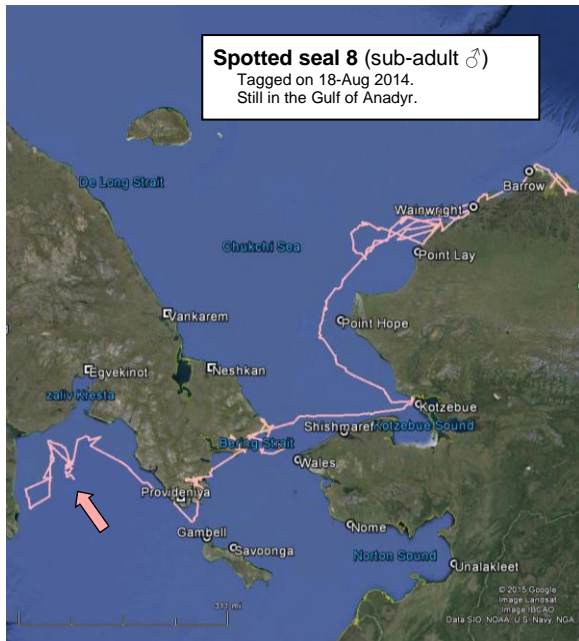 Spotted seal 8 (sub-adult ♂)
Tagged on 18-Aug 2014.
Still in the Gulf of Anadyr.
De Long Strait
Barrow
Wainwright
Chukchi Sea
Point Lay
Vankarem
Point Hope
Egvekinot
Neshkan
zaliv Kresta
Kotzebue
Shishmaref
Kotzebue Sound
Bering Strait
Wales
Provideniya
Gambell
Savoonga
Nome
Norton Sound
Unalakleet
311 mi
© 2015 Google
Image Landsat
Image IBCAO
Data SIO, NOAA, U.S. Navy, NGA,